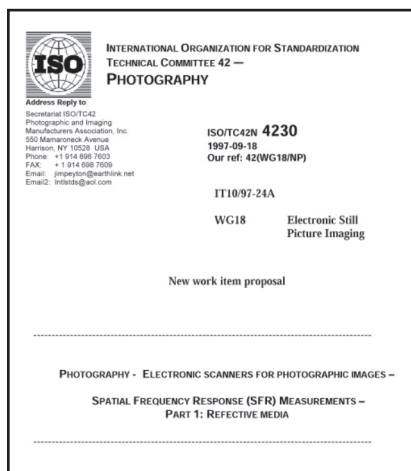 ISO
INTERNATIONAL ORGANIZATION FOR STANDARDIZATION
TECHNICAL COMMITTEE 42 —
PHOTOGRAPHY
Address Reply to:
Secretariat ISO/TC42
Photographic and Imaging
Manufacturers Association, Inc.
550 Mamaroneck Avenue
Harrison, NY 10528 USA
Phone: +1 914 698 7603
FAX: + 1 914 698 7609
Email: jimpeyton@earthlink.net
Email2: Intlstds@aol.com
ISO/TC42N 4230
1997-09-18
Our ref: 42(WG18/NP)
IT10/97-24A
WG18 Electronic Still
Picture Imaging
New work item proposal
PHOTOGRAPHY - ELECTRONIC SCANNERS FOR PHOTOGRAPHIC IMAGES –
SPATIAL FREQUENCY RESPONSE (SFR) MEASUREMENTS –
PART 1: REFECTIVE MEDIA